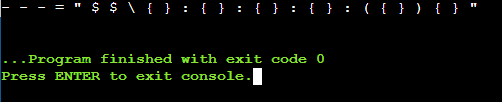 - - - = " $ $ \ { } : { } : { } : { } : ( { } ) { } "
...Program finished with exit code 0
Press ENTER to exit console.